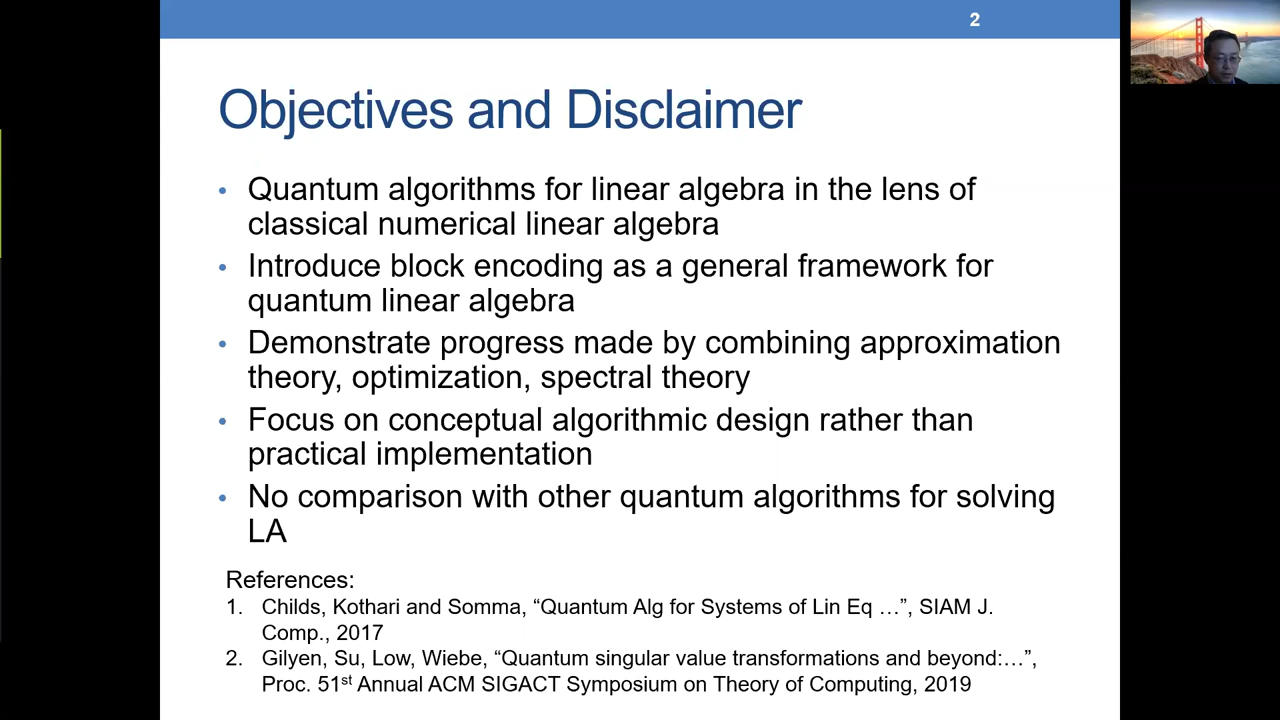 2
Objectives and Disclaimer
• Quantum algorithms for linear algebra in the lens of
classical numerical linear algebra
• Introduce block encoding as a general framework for
quantum linear algebra
• Demonstrate progress made by combining approximation
theory, optimization, spectral theory
• Focus on conceptual algorithmic design rather than
practical implementation
• No comparison with other quantum algorithms for solving
LA
References:
1. Childs, Kothari and Somma, “Quantum Alg for Systems of Lin Eq …”, SIAM J.
Comp., 2017
2. Gilyen, Su, Low, Wiebe, “Quantum singular value transformations and beyond:…”,
Proc. 51st Annual ACM SIGACT Symposium on Theory of Computing, 2019